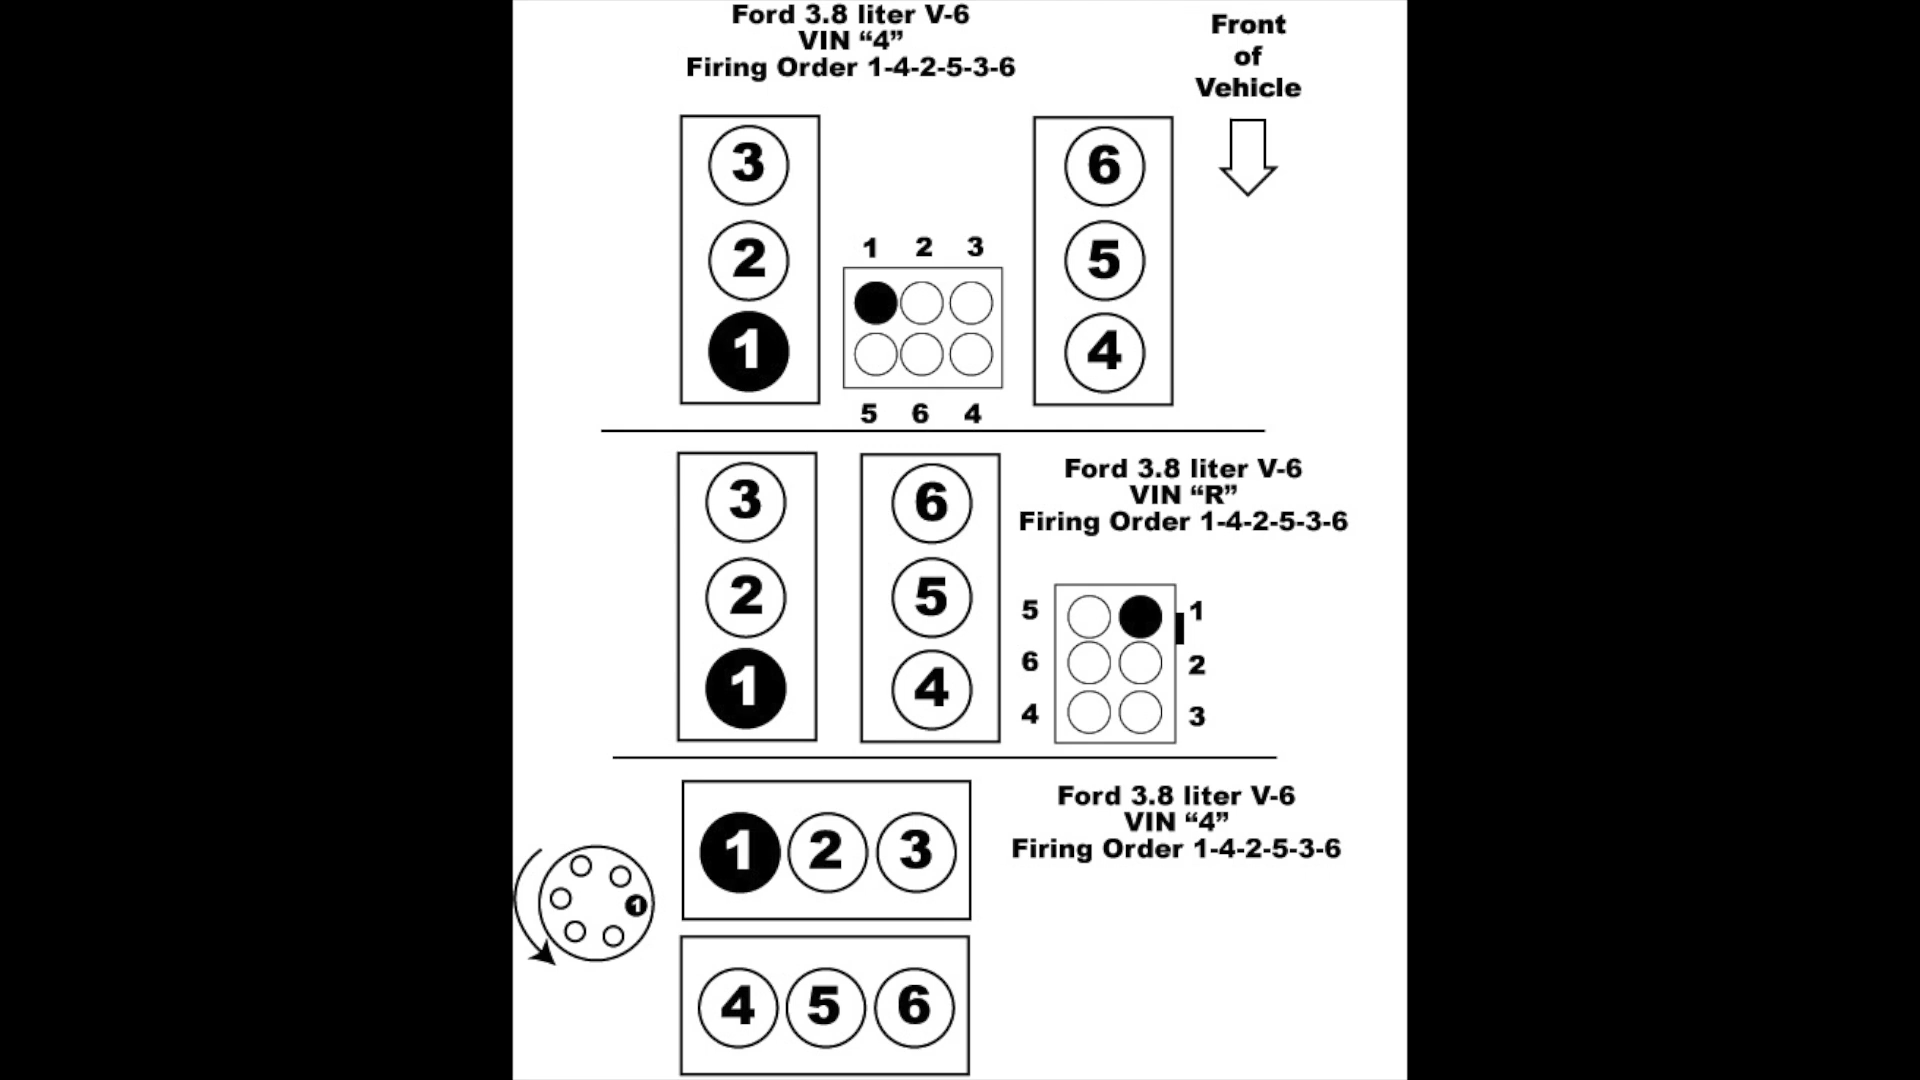 Ford 3.8 liter V-6
VIN “4”
Firing Order 1-4-2-5-3-6
Front
of
Vehicle
3
2
1
6
5
4
1 2 3
5 6 4
3
2
1
6
5
4
Ford 3.8 liter V-6
VIN “R”
Firing Order 1-4-2-5-3-6
5 1
6 2
4 3
1 2 3
Ford 3.8 liter V-6
VIN “4”
Firing Order 1-4-2-5-3-6
1
4 5 6